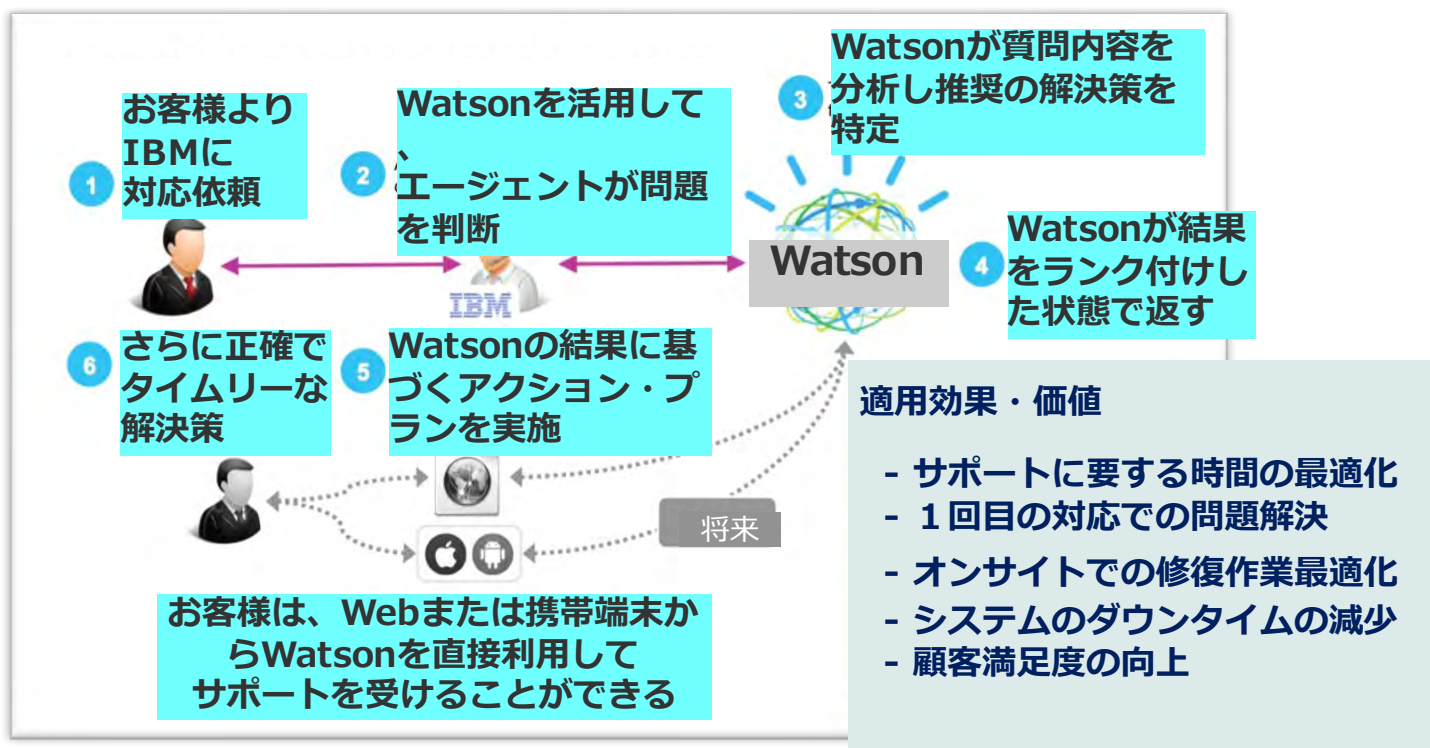 1
お客様より
IBMに
対応依頼
2
Watsonを活用して
、
エージェントが問題
を判断
3
Watsonが質問内容を
分析し推奨の解決策を
特定
IBM
Watson
4
Watsonが結果
をランク付けし
た状態で返す
6
さらに正確で
タイムリーな
解決策
5
Watsonの結果に基
づくアクション・プ
ランを実施
将来
お客様は、Webまたは携帯端末か
らWatsonを直接利用して
サポートを受けることができる
適用効果・価値
- サポートに要する時間の最適化
- １回目の対応での問題解決
- オンサイトでの修復作業最適化
- システムのダウンタイムの減少
- 顧客満足度の向上